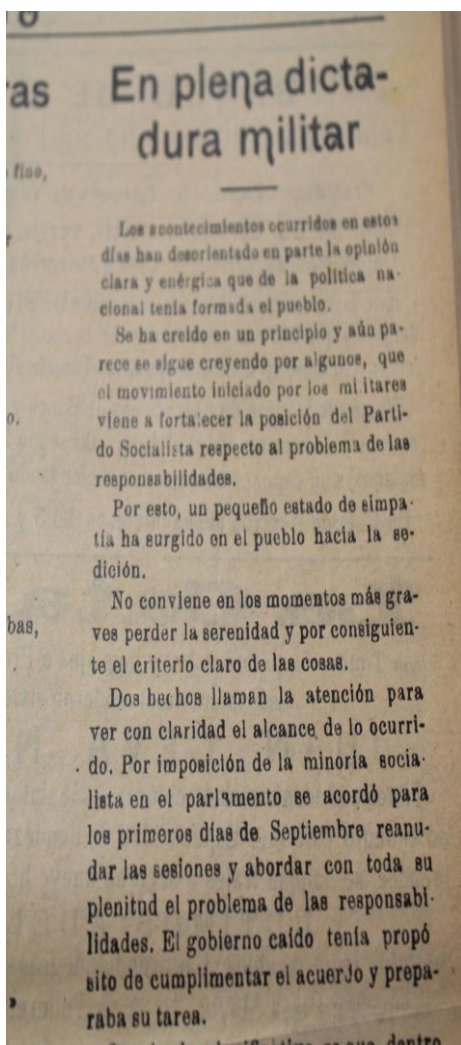 ras
fino,
r
o.
bas,
.
,
En plena dicta-
dura militar
Los acontecimientos ocurridos en estos
días han desorientado en parte la opinión
clara y enérgica que de la política na-
cional tenía formada el pueblo.
Se ha creído en un principio y aún pa-
rece se sigue creyendo por algunos, que
el movimiento iniciado por los militares
viene a fortalecer la posición del Parti-
do Socialista respecto al problema de las
responsabilidades.
Por esto, un pequeño estado de simpa-
tía ha surgido en el pueblo hacia la se-
dición.
No conviene en los momentos más gra-
ves perder la serenidad y por consiguien-
te el criterio claro de las cosas.
Dos hechos llaman la atención para
ver con claridad el alcance de lo ocurri-
do. Por imposición de la minoría socia-
lista en el parlamento se acordó para
los primeros días de Septiembre reanu-
dar las sesiones y abordar con toda su
plenitud el problema de las responsabi-
lidades. El gobierno caído tenía propó
sito de cumplimentar el acuerdo y prepa-
raba su tarea.
que dentro